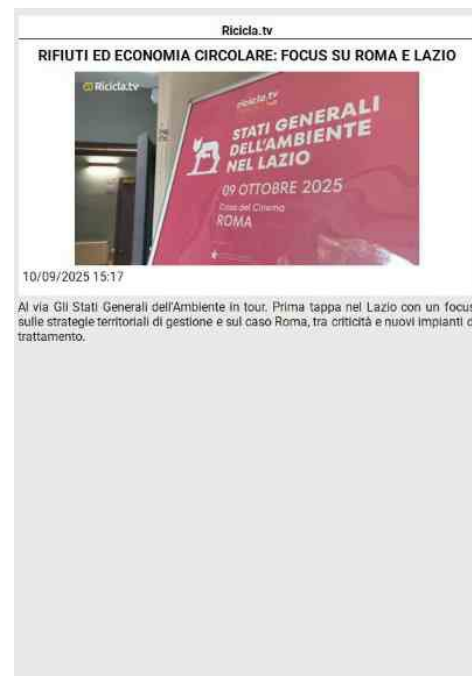 Ricicla.tv
RIFIUTI ED ECONOMIA CIRCOLARE: FOCUS SU ROMA E LAZIO
Ricicla.tv
ricicla.tv
STATI GENERALI
DELL'AMBIENTE
NEL LAZIO
09 OTTOBRE 2025
Casa del Cinema
ROMA
10/09/2025 15:17
Al via Gli Stati Generali dell'Ambiente in tour. Prima tappa nel Lazio con un focus
sulle strategie territoriali di gestione e sul caso Roma, tra criticità e nuovi impianti d
trattamento.